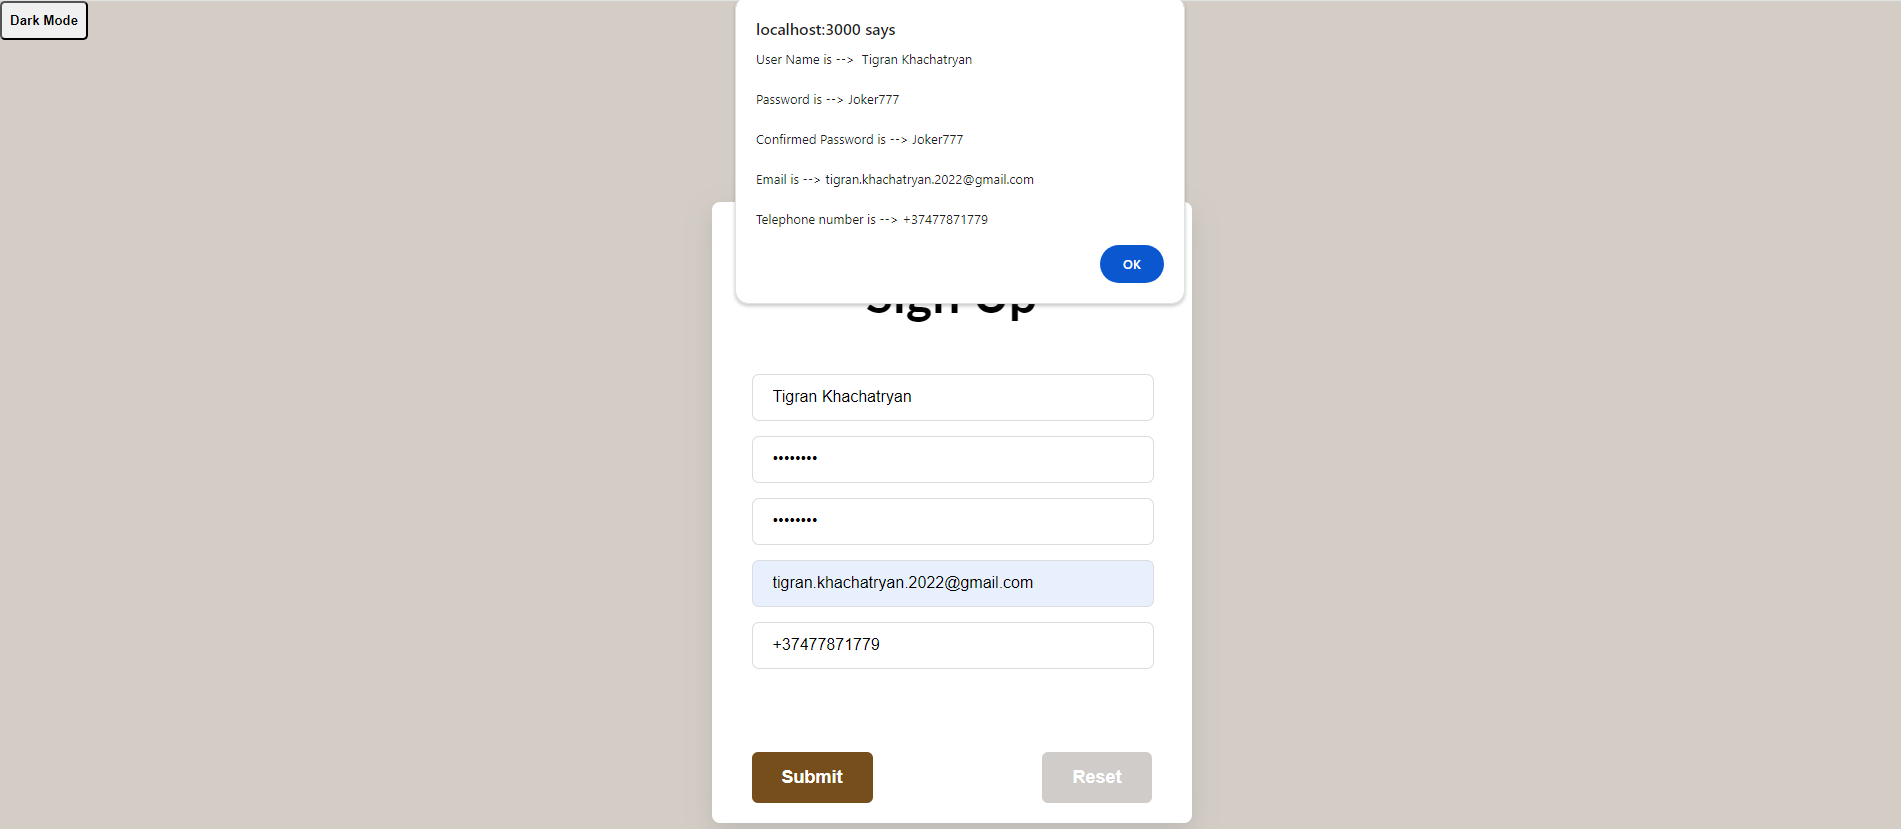 Dark Mode
localhost:3000 says
User Name is -->  Tigran Khachatryan
Password is --> Joker777
Confirmed Password is --> Joker777
Email is --> tigran.khachatryan.2022@gmail.com
Telephone number is --> +37477871779
OK
Sign Up
Tigran Khachatryan
••••••••
••••••••
tigran.khachatryan.2022@gmail.com
+37477871779
Submit
Reset